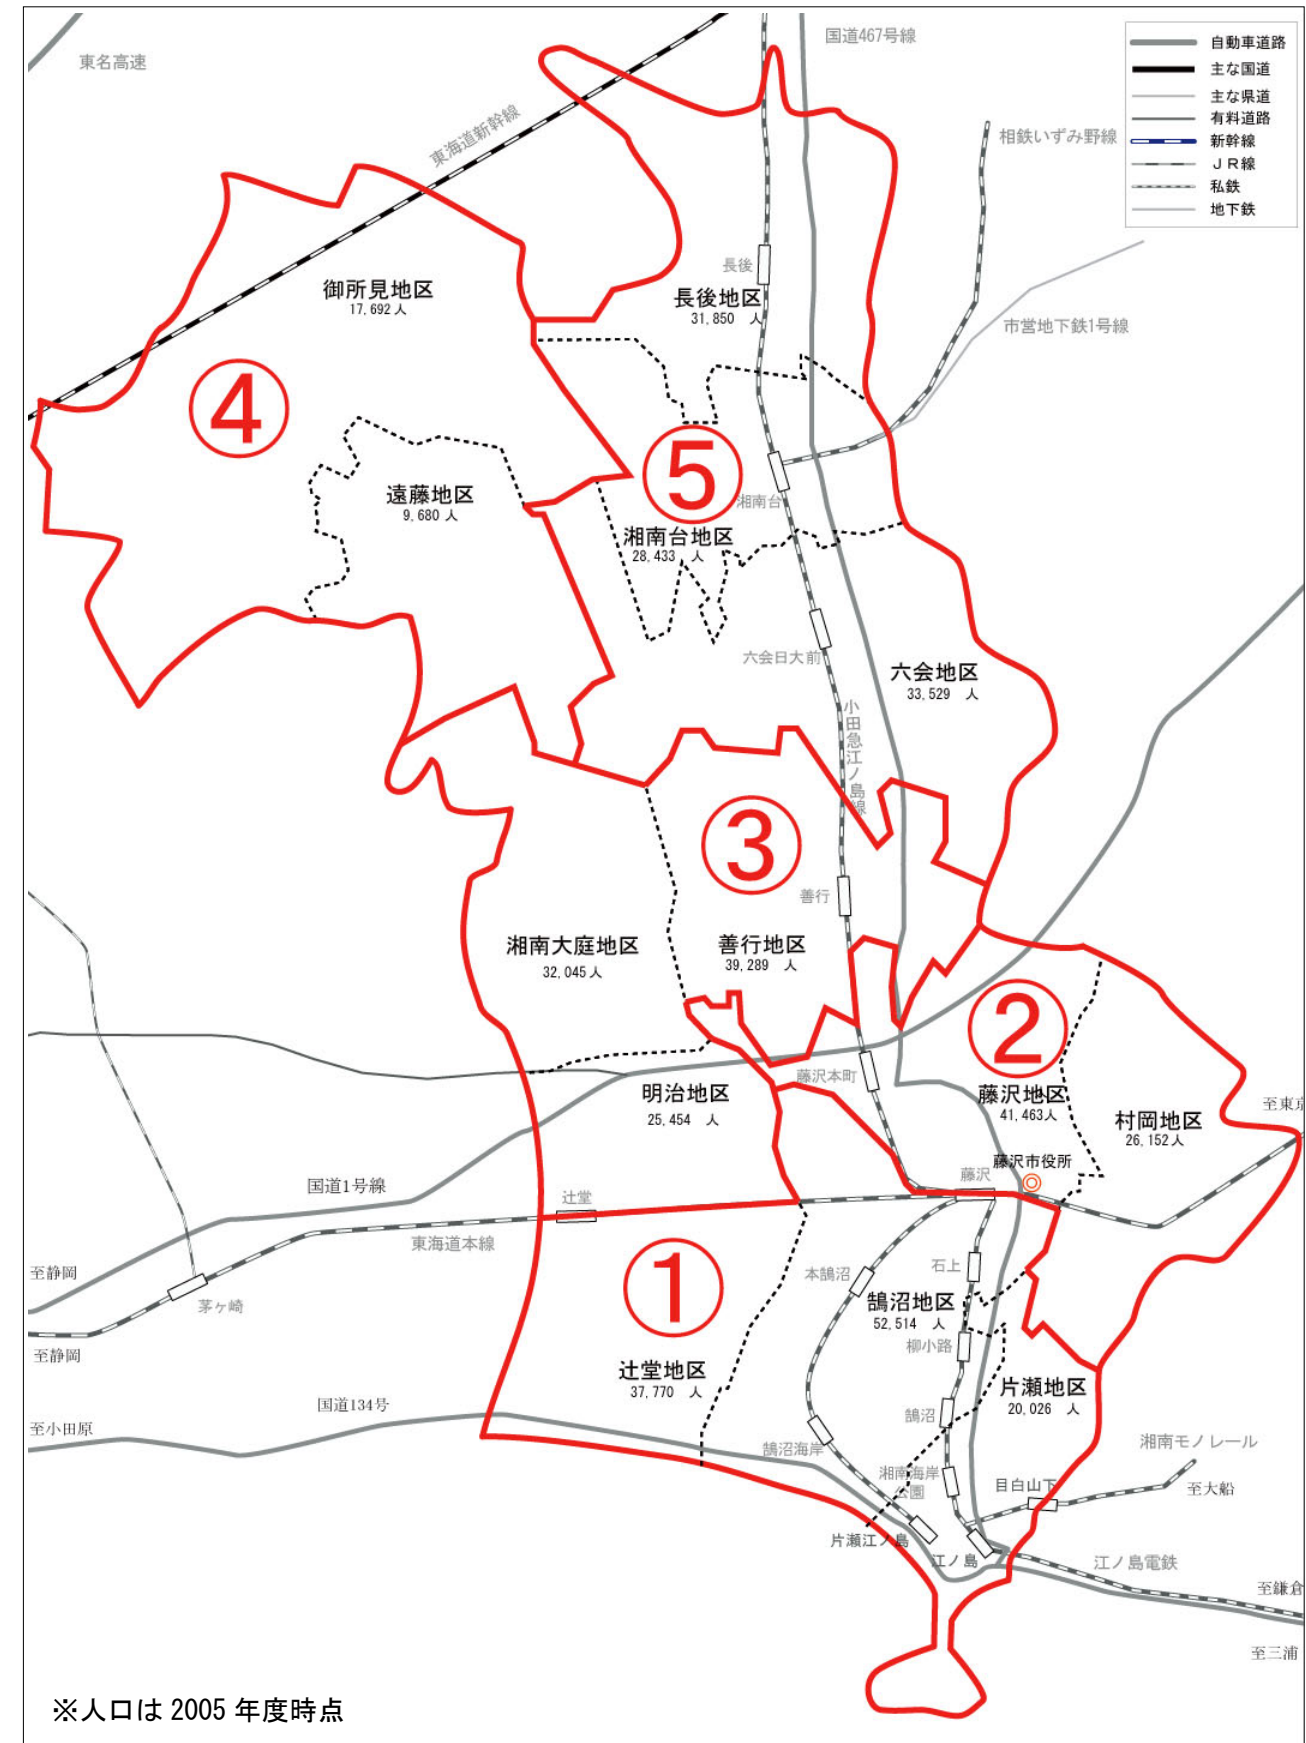 東名高速
国道467号線
自動車道路
主な国道
主な県道
有料道路
新幹線
ＪＲ線
私鉄
地下鉄
東海道新幹線
相鉄いずみ野線
長後
御所見地区
17,692人
長後地区
31,850 人
市営地下鉄1号線
④
⑤
遠藤地区
9,680 人
湘南台
湘南台地区
28,433 人
六会日大前
六会地区
33,529 人
小田急江ノ島線
③
善行
湘南大庭地区
32,045人
善行地区
39,289 人
②
藤沢本町
明治地区
25,454 人
藤沢地区
41,463人
村岡地区
26,152人
至東京
藤沢市役所
藤沢
国道1号線
辻堂
東海道本線
至静岡
茅ヶ崎
至静岡
①
本鵠沼
石上
鵠沼地区
52,514 人
柳小路
辻堂地区
37,770 人
片瀬地区
20,026 人
国道134号
至小田原
鵠沼
鵠沼海岸
湘南海岸
公園
湘南モノレール
目白山下
至大船
片瀬江ノ島
江ノ島
江ノ島電鉄
至鎌倉
至三浦
※人口は 2005 年度時点